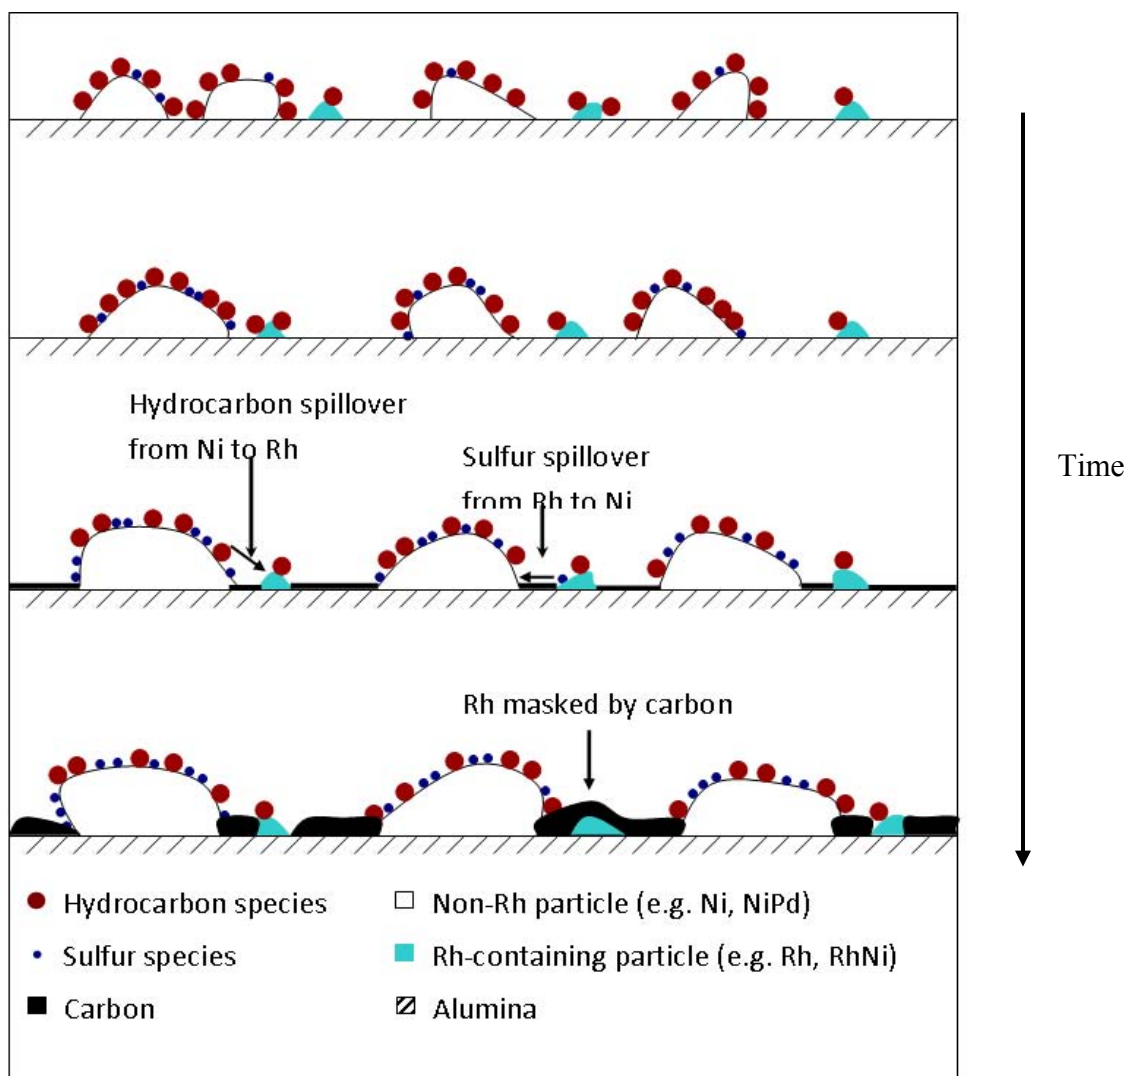 Hydrocarbon spillover
from Ni to Rh
Sulfur spillover
from Rh to Ni
Time
Rh masked by carbon
Hydrocarbon species
Non-Rh particle (e.g. Ni, NiPd)
Sulfur species
Rh-containing particle (e.g. Rh, RhNi)
Carbon
Alumina